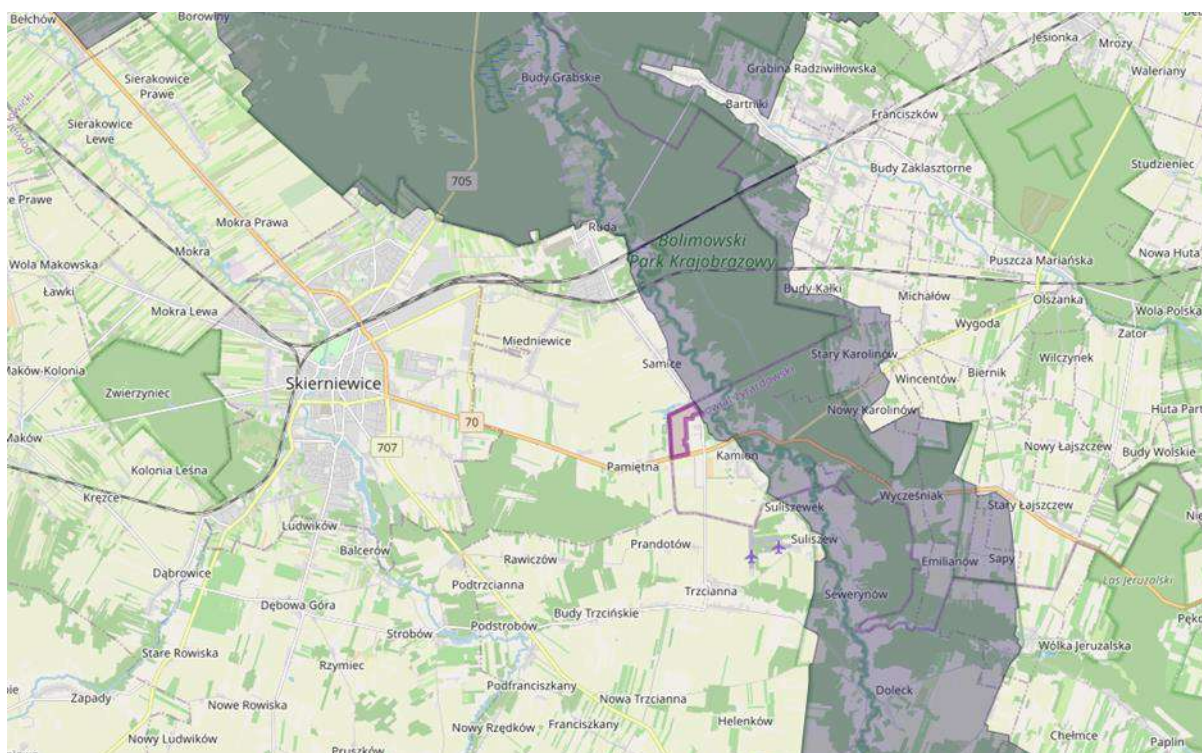 Bełchów
Borowiny
Jesionka
Mrozy
Sierakowice
Prawe
Budy Grabskie
Grabina Radziwiłłowska
Waleriany
Bartniki
Franciszków
Sierakowice
Lewe
Studzieniec
Budy Zaklasztorne
705
Mokra Prawa
Ruda
Bolimowski
Park Krajobrazowy
Mokra
Nowa Huta
Wola Makowska
Puszcza Mariańska
Ławki
Budy Kałki
Michałów
Olszanka
Mokra Lewa
Wola Polska
Wygoda
Zator
Miedniewice
Stary Karolinów
Wilczynek
Samice
Maków-Kolonia
Biernik
Skierniewice
Wincentów
Zwierzyniec
Nowy Karolinów
Huta Part
70
Maków
707
Nowy Łajszczew
Budy Wolskie
Kamion
Kolonia Leśna
Pamiętna
Kręzce
Wycześniak
Stary Łajszczew
Suliszewek
Ludwików
Suliszew
Prandotów
Balcerów
Rawiczów
Emilianów
Sapy
Dąbrowice
Podtrzcianna
Las Jeruzalski
Trzcianna
Sewerynów
Dębowa Góra
Budy Trzcińskie
Podstrobów
Strobów
Wólka Jeruzalska
Stare Rowiska
Rzymiec
Podfranciszkany
Doleck
Zapady
Nowa Trzcianna
Nowe Rowiska
Helenków
Franciszkany
Nowy Rzędków
Chełmce
Nowy Ludwików
Pruszków
Paplin